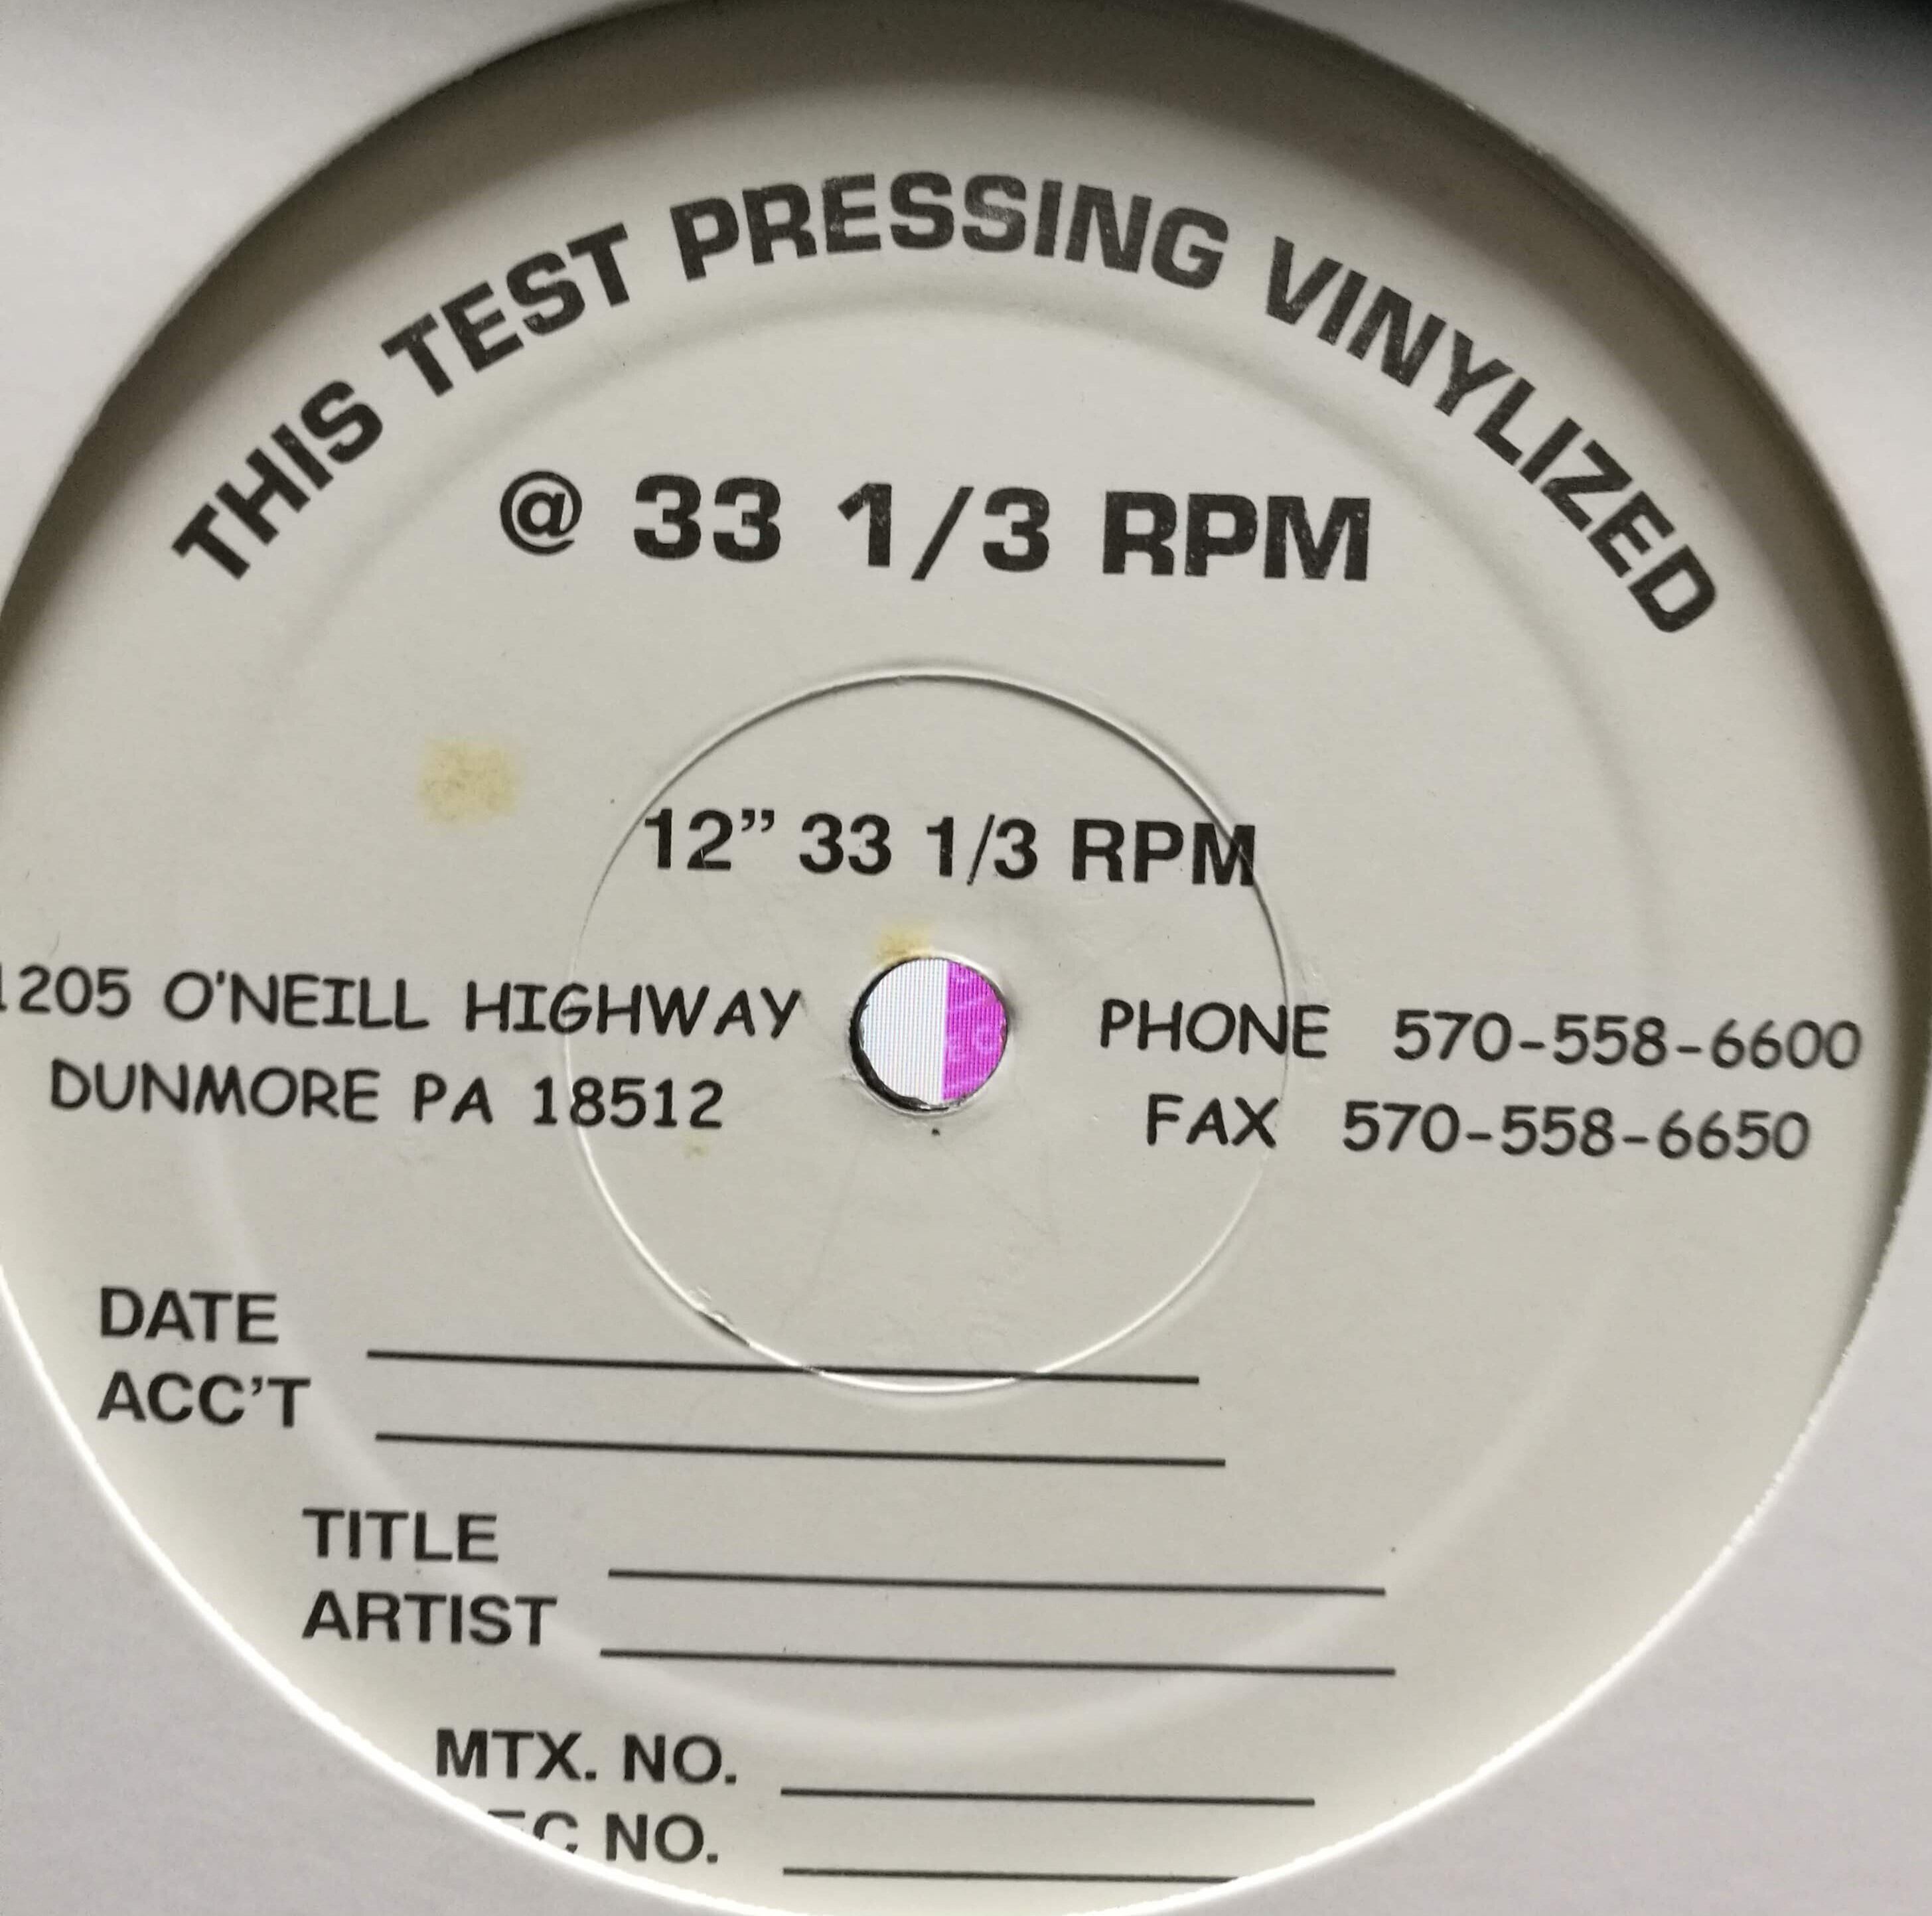 THIS TEST PRESSING VINYLIZED
@ 33 1/3 RPM
12” 33 1/3 RPM
1205 O'NEILL HIGHWAY
DUNMORE PA 18512
PHONE 570-558-6600
FAX 570-558-6650
DATE
ACC’T
TITLE
ARTIST
MTX. NO.
NO.